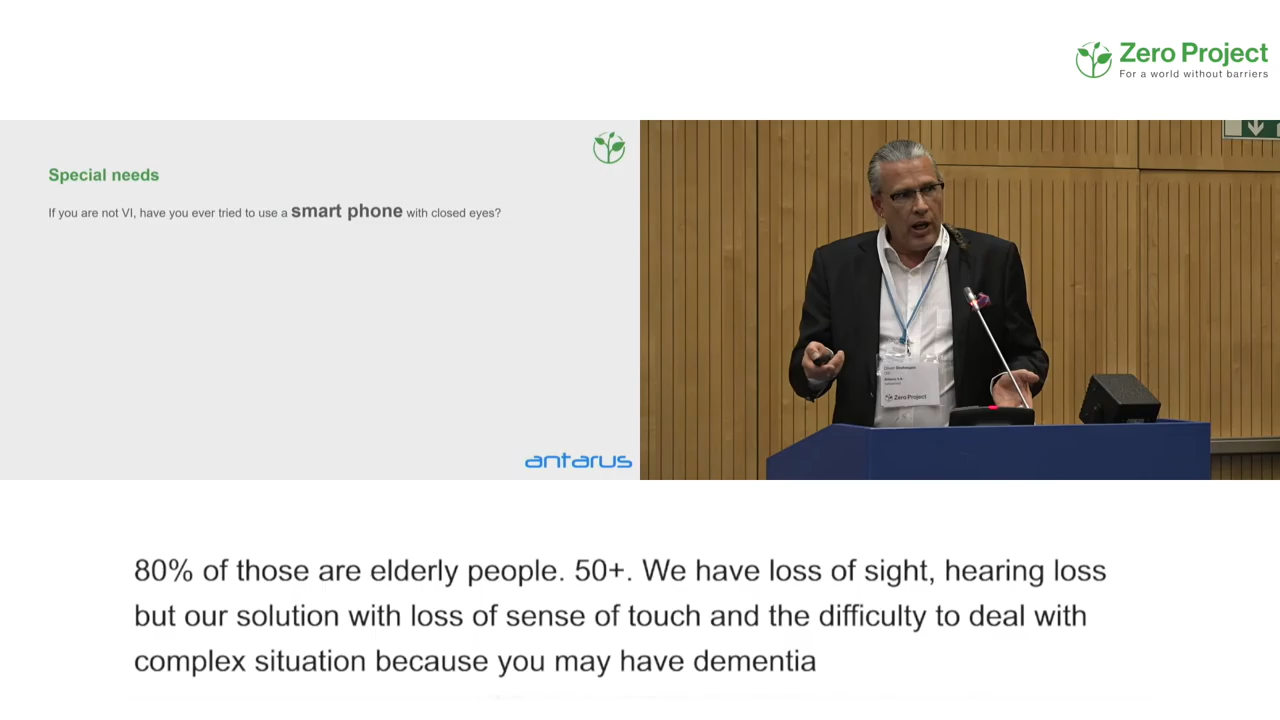 Zero Project
For a world without barriers
Special needs
If you are not VI, have you ever tried to use a smart phone with closed eyes?
antarus
Zero Project
80% of those are elderly people. 50+. We have loss of sight, hearing loss
but our solution with loss of sense of touch and the difficulty to deal with
complex situation because you may have dementia